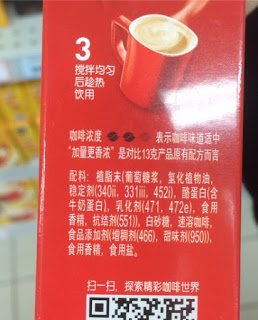 3
搅拌均匀
后趁热
饮用
咖啡浓度 表示咖啡味道适中
"加量更香浓"是对比13克产品原有配方而言
配料：植脂末(葡萄糖浆，氢化植物油，
稳定剂(340ii，331iii，452i)，酪蛋白(含
牛奶蛋白)，乳化剂(471，472e)，食用
香精，抗结剂(551))，白砂糖，速溶咖啡，
食品添加剂(增稠剂(466)，甜味剂(950))，
食用香精，食用盐。
扫一扫，探索精彩咖啡世界